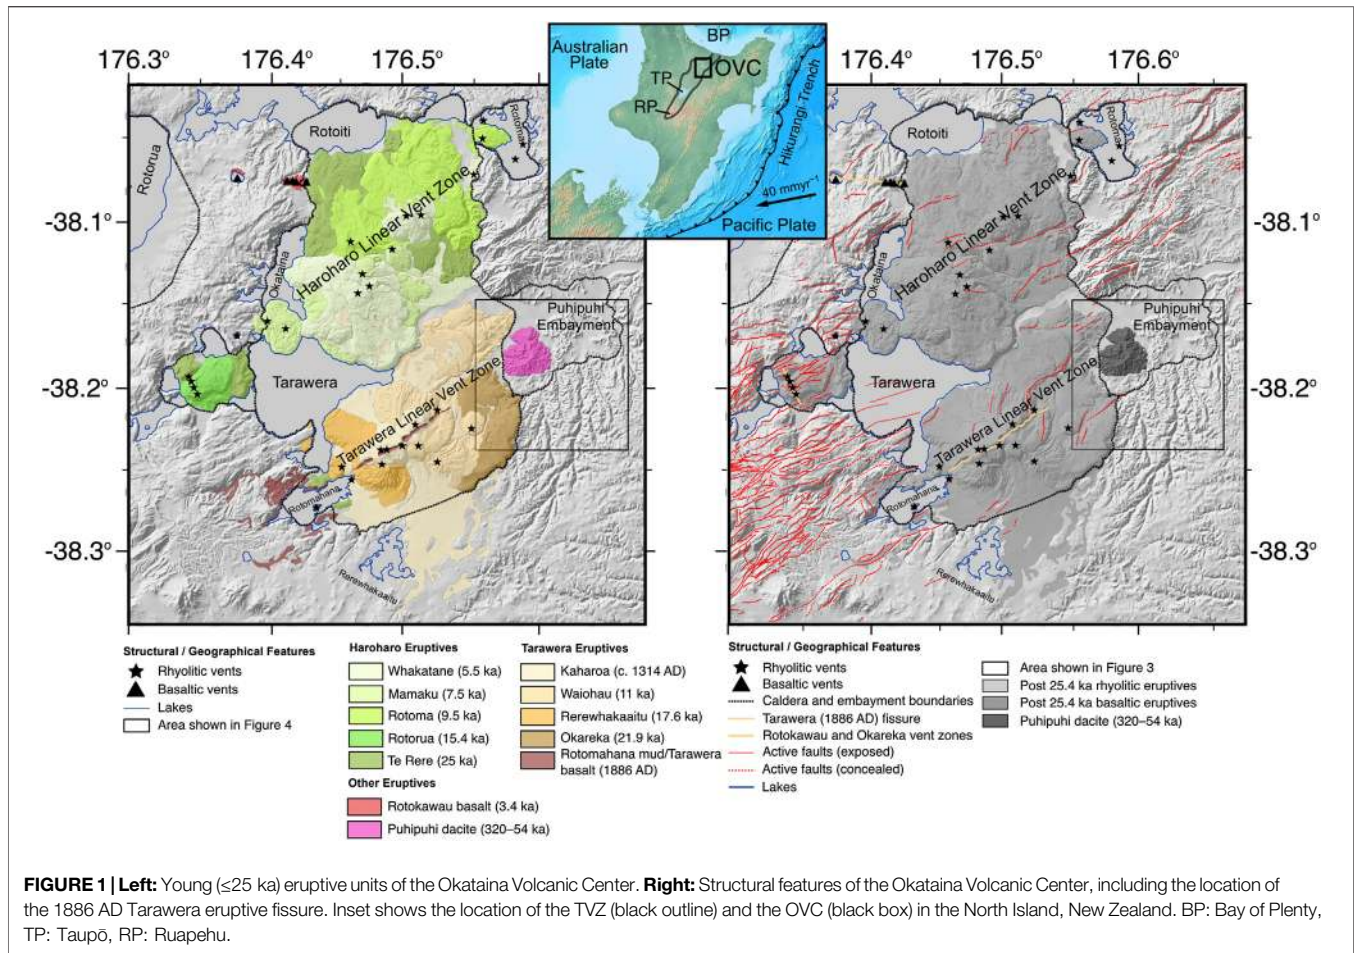 176.3°
176.4°
176.5°
176.4°
176.5°
176.6°
-38.1°
-38.2°
-38.3°
-38.1°
-38.2°
-38.3°
Rotorua
Rotoiti
Rotoma
Okataina
Haroharo Linear Vent Zone
Puhipuhi
Embayment
Tarawera
Tarawera Linear Vent Zone
Rotomahana
Rerewhakaaitu
Australian
Plate
BP
OVC
TP
RP
Hikurangi Trench
40 mmyr⁻¹
Pacific Plate
Rotoiti
Rotoma
Okataina
Haroharo Linear Vent Zone
Puhipuhi
Embayment
Tarawera
Tarawera Linear Vent Zone
Rotomahana
Rerewhakaaitu
Structural / Geographical Features
Rhyolitic vents
Basaltic vents
Lakes
Area shown in Figure 4
Haroharo Eruptives
Whakatane (5.5 ka)
Mamaku (7.5 ka)
Rotoma (9.5 ka)
Rotorua (15.4 ka)
Te Rere (25 ka)
Other Eruptives
Rotokawau basalt (3.4 ka)
Puhipuhi dacite (320–54 ka)
Tarawera Eruptives
Kaharoa (c. 1314 AD)
Waiohau (11 ka)
Rerewhakaaitu (17.6 ka)
Okareka (21.9 ka)
Rotomahana mud/Tarawera
basalt (1886 AD)
Structural / Geographical Features
Rhyolitic vents
Basaltic vents
Caldera and embayment boundaries
Tarawera (1886 AD) fissure
Rotokawau and Okareka vent zones
Active faults (exposed)
Active faults (concealed)
Lakes
Area shown in Figure 3
Post 25.4 ka rhyolitic eruptives
Post 25.4 ka basaltic eruptives
Puhipuhi dacite (320–54 ka)
FIGURE 1 | Left: Young (≤25 ka) eruptive units of the Okataina Volcanic Center. Right: Structural features of the Okataina Volcanic Center, including the location of
the 1886 AD Tarawera eruptive fissure. Inset shows the location of the TVZ (black outline) and the OVC (black box) in the North Island, New Zealand. BP: Bay of Plenty,
TP: Taupō, RP: Ruapehu.